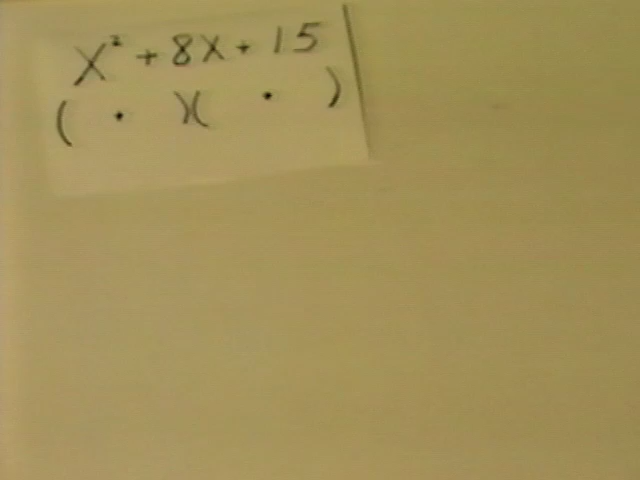 x² + 8x + 15
( · )( · )